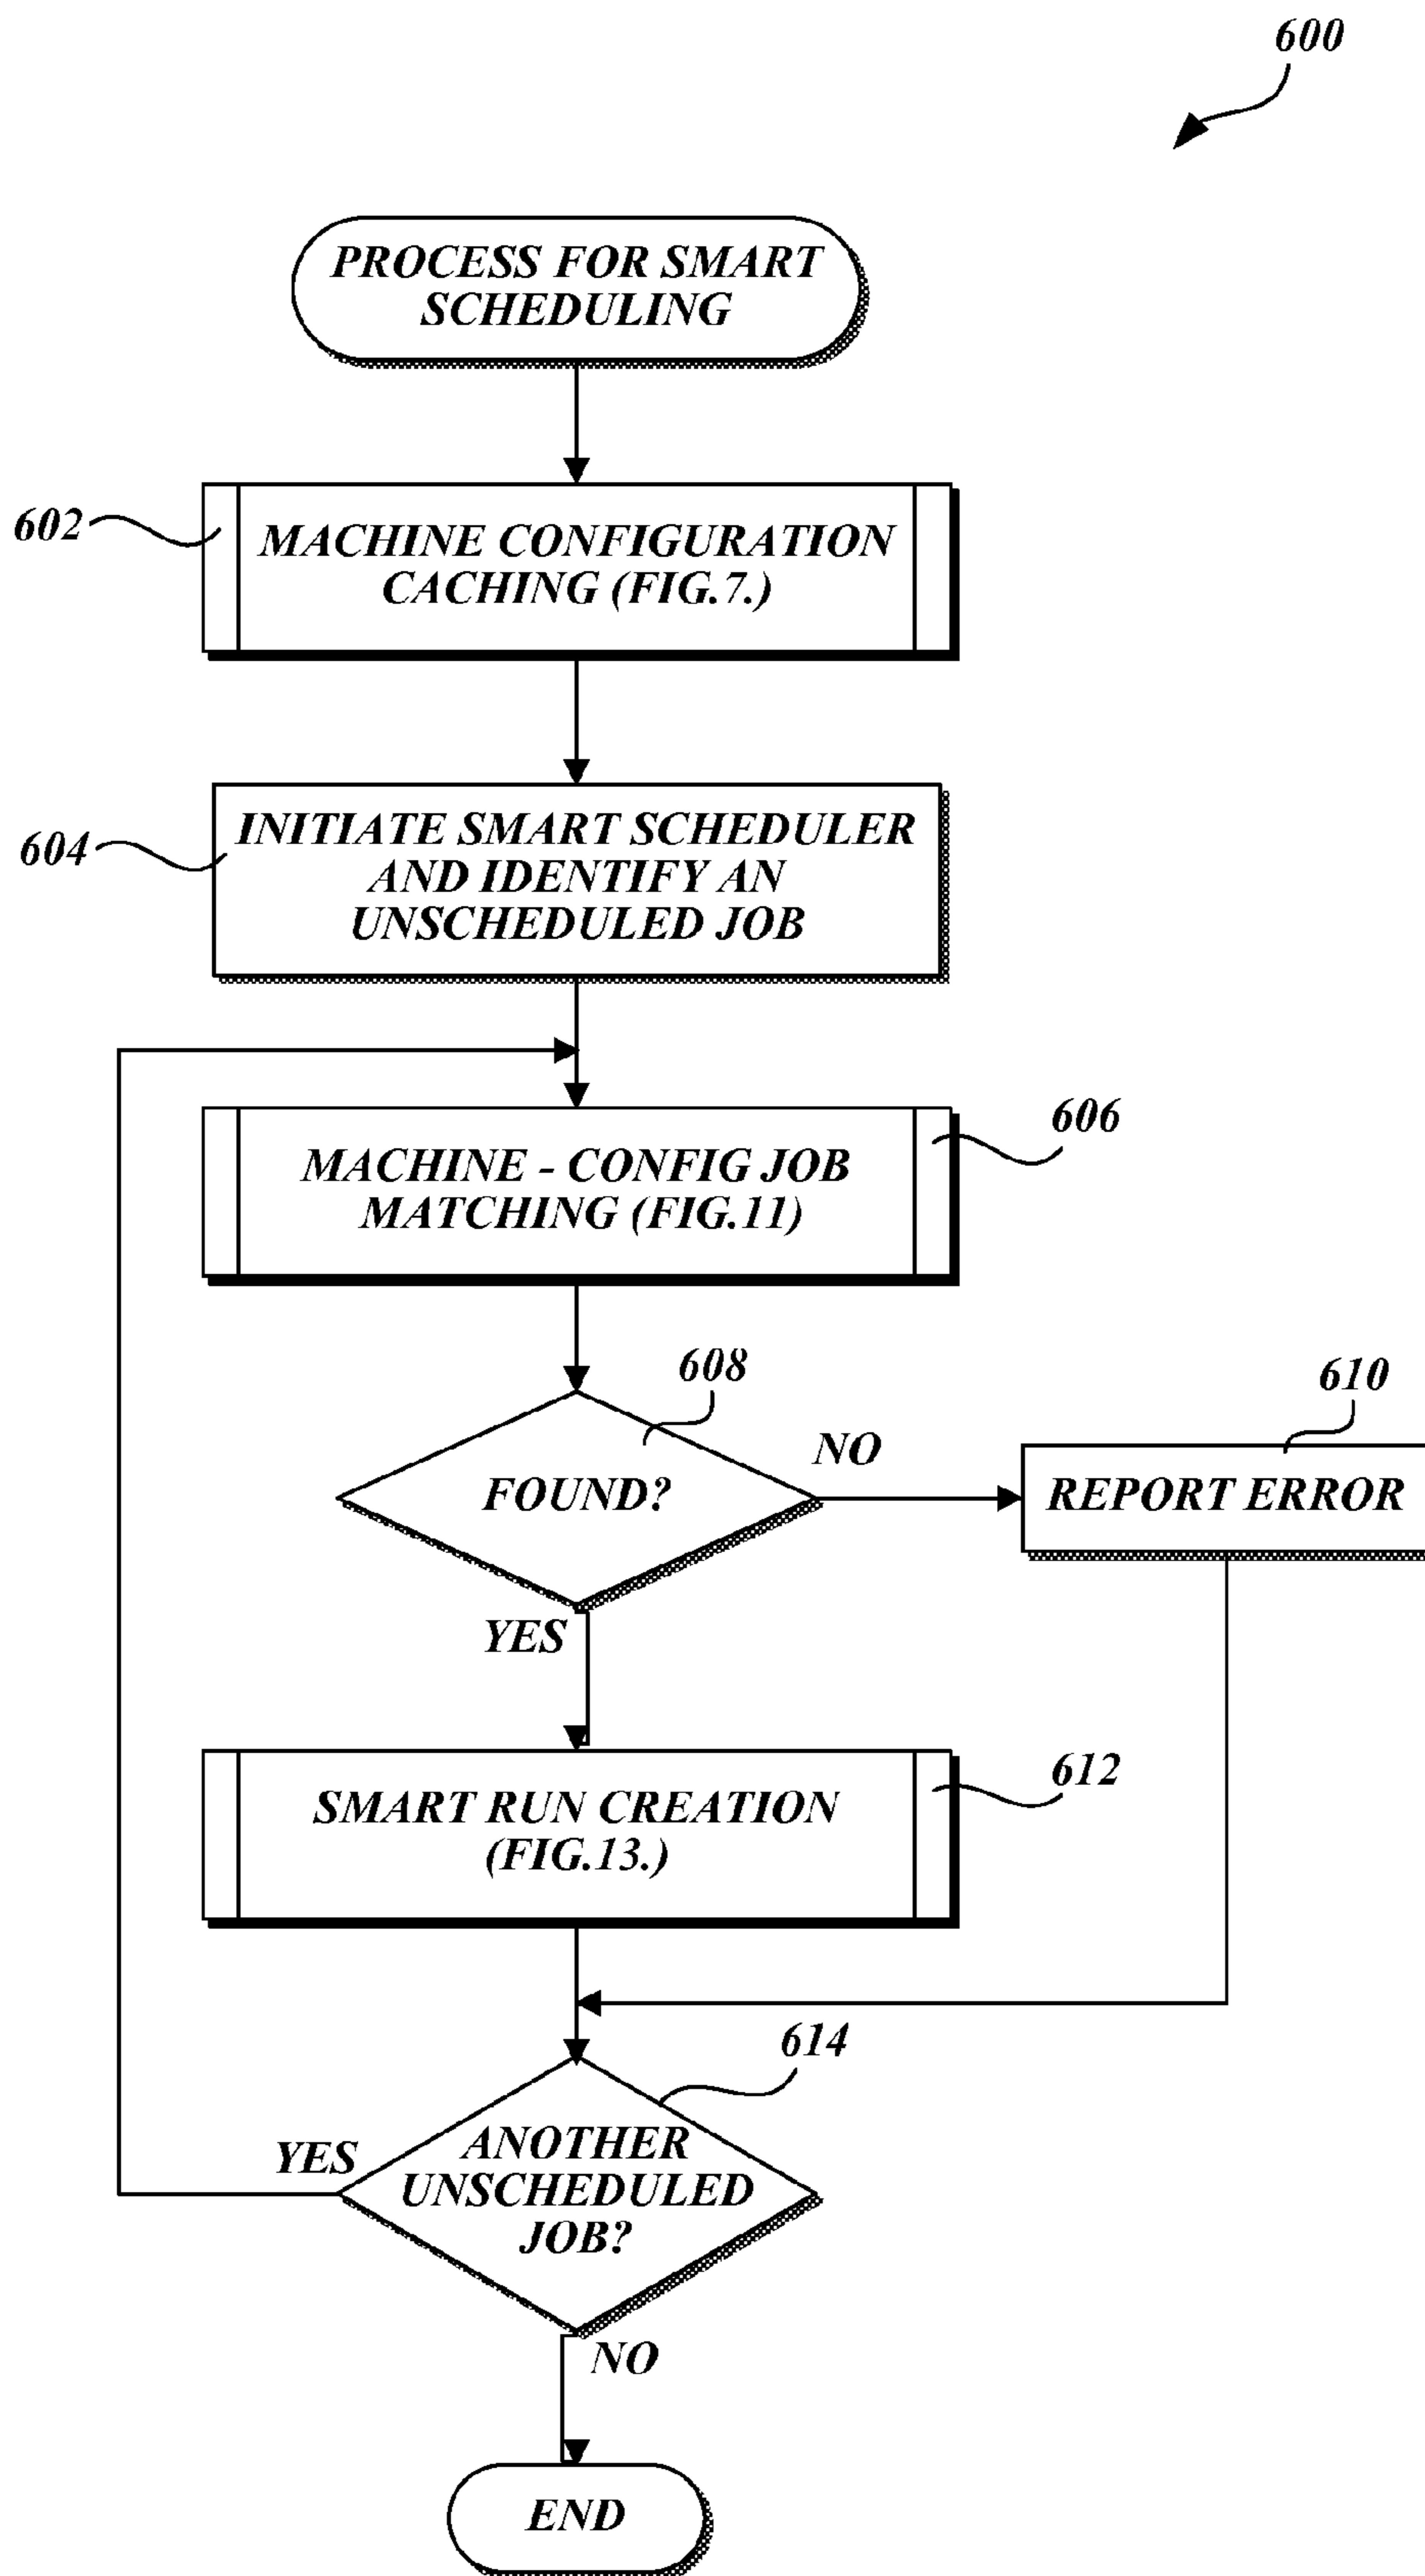 600
PROCESS FOR SMART
SCHEDULING
602
MACHINE CONFIGURATION
CACHING (FIG.7.)
604
INITIATE SMART SCHEDULER
AND IDENTIFY AN
UNSCHEDULED JOB
606
MACHINE - CONFIG JOB
MATCHING (FIG.11)
608
610
NO
FOUND?
REPORT ERROR
YES
612
SMART RUN CREATION
(FIG.13.)
614
YES
ANOTHER
UNSCHEDULED
JOB?
NO
END